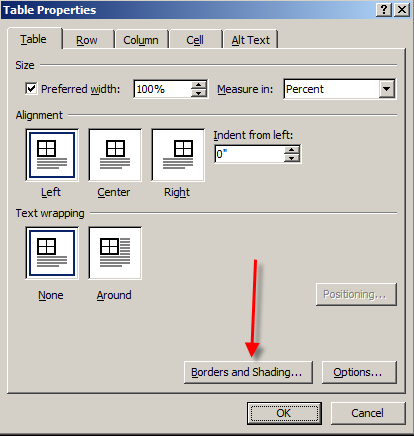 Table Properties
Table Row Column Cell Alt Text
Size
Preferred width: 100% Measure in: Percent
Alignment
Indent from left:
0"
Left Center Right
Text wrapping
None Around
Positioning...
Borders and Shading... Options...
OK Cancel